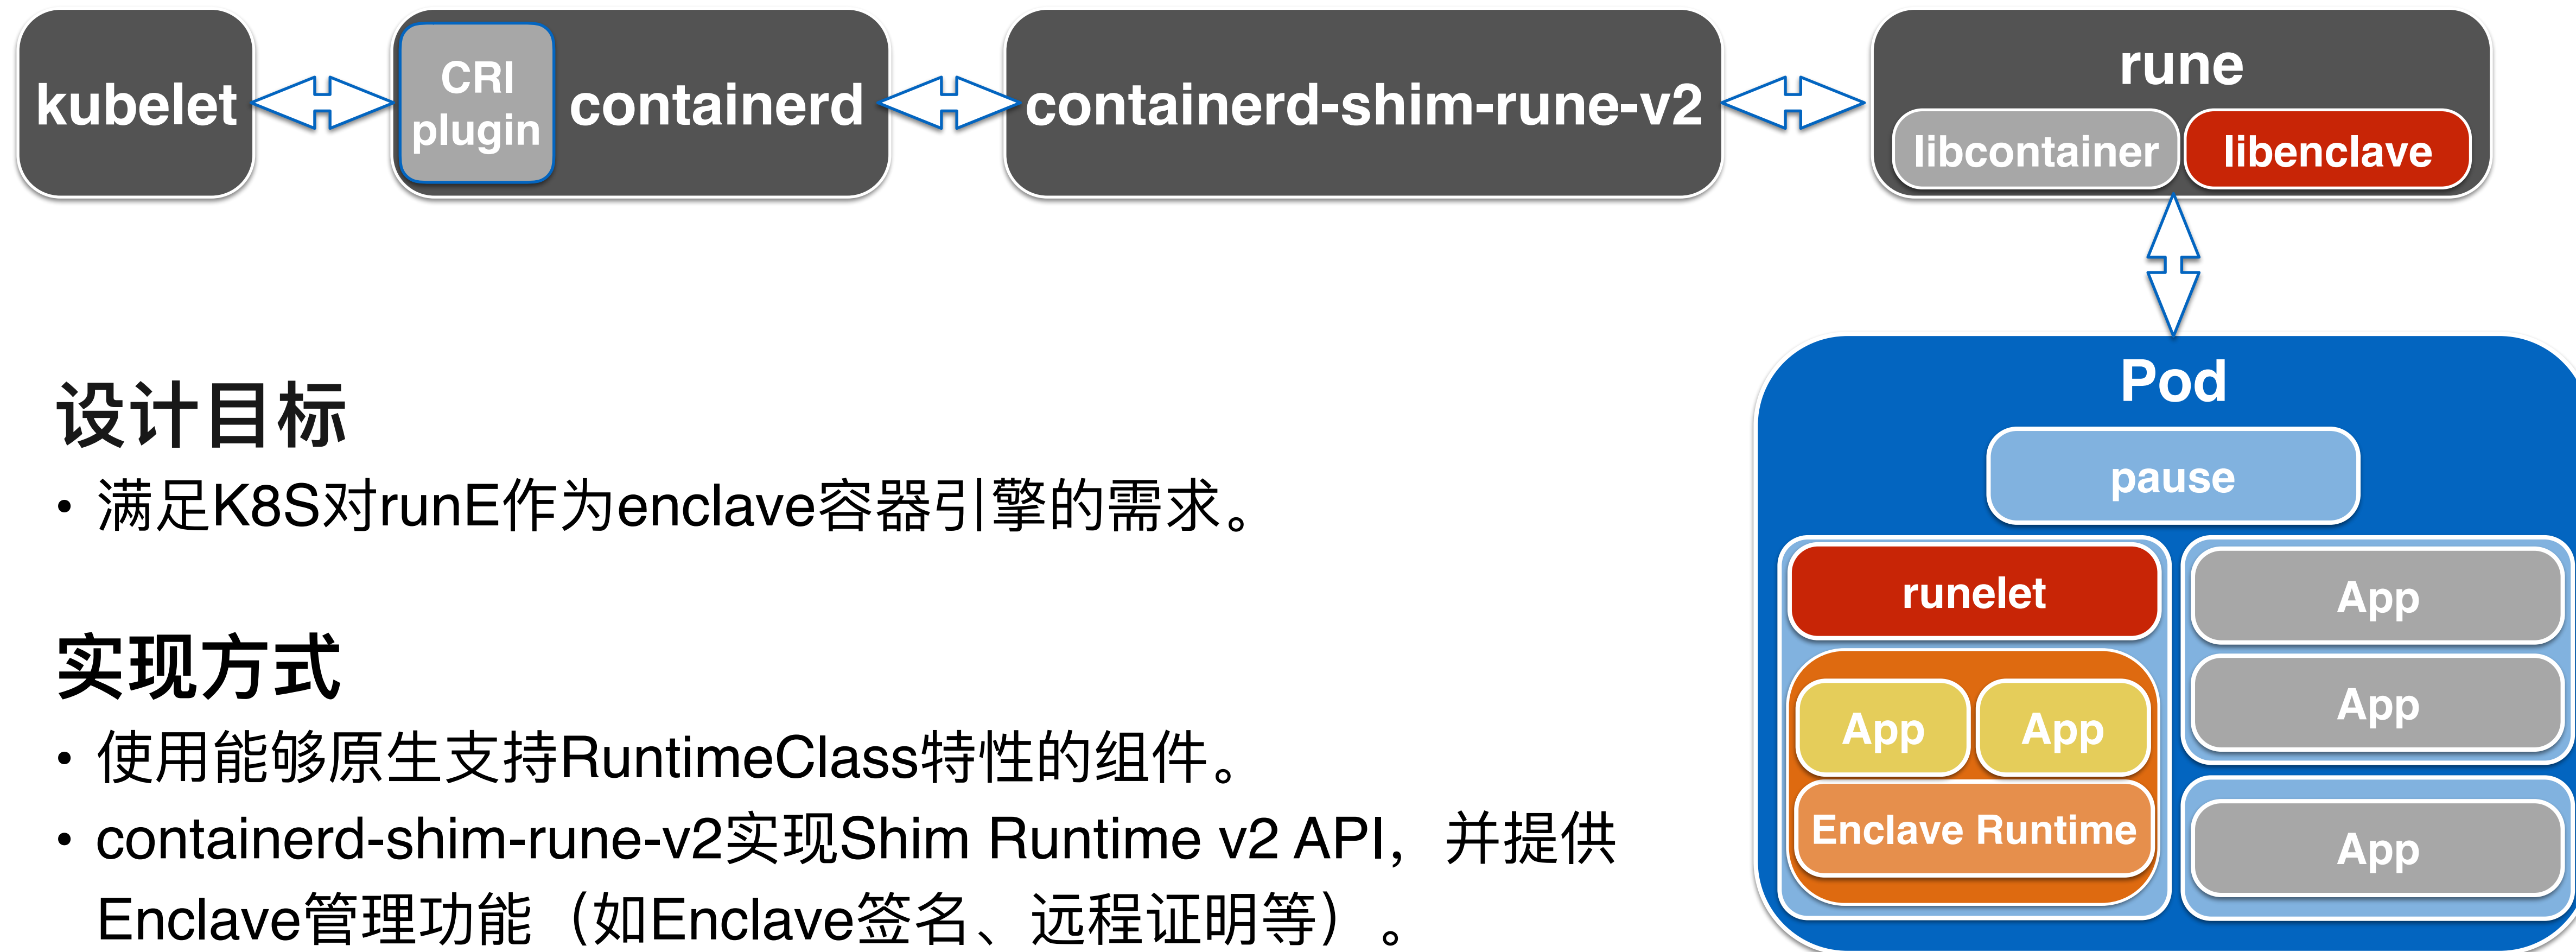 kubelet
CRI
plugin
containerd
containerd-shim-rune-v2
rune
libcontainer
libenclave
设计目标
• 满足K8S对runE作为enclave容器引擎的需求。
实现方式
• 使用能够原生支持RuntimeClass特性的组件。
• containerd-shim-rune-v2实现Shim Runtime v2 API，并提供
Enclave管理功能（如Enclave签名、远程证明等）。
Pod
pause
runelet
App
App
Enclave Runtime
App
App
App